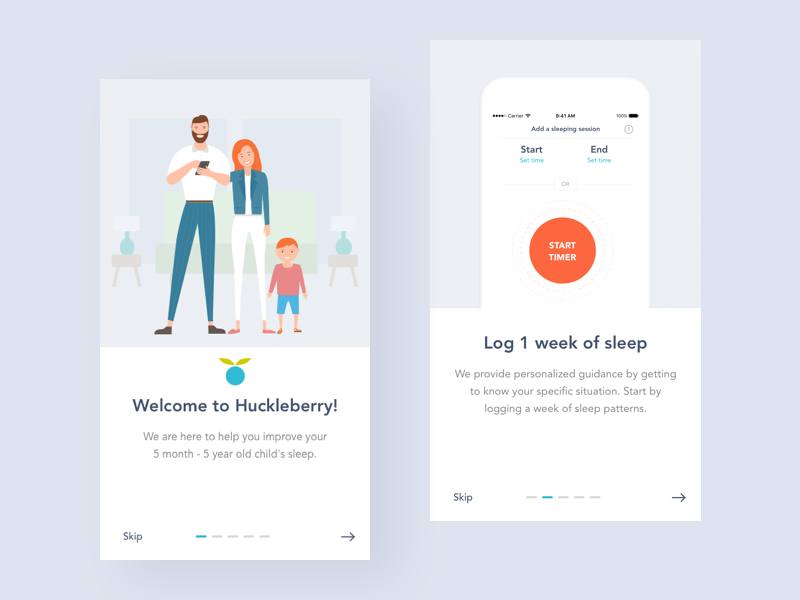 Welcome to Huckleberry!
We are here to help you improve your
5 month - 5 year old child's sleep.
Skip
Carrier
9:41 AM
100%
Add a sleeping session
Start
End
Set time
Set time
OR
START
TIMER
Log 1 week of sleep
We provide personalized guidance by getting
to know your specific situation. Start by
logging a week of sleep patterns.
Skip